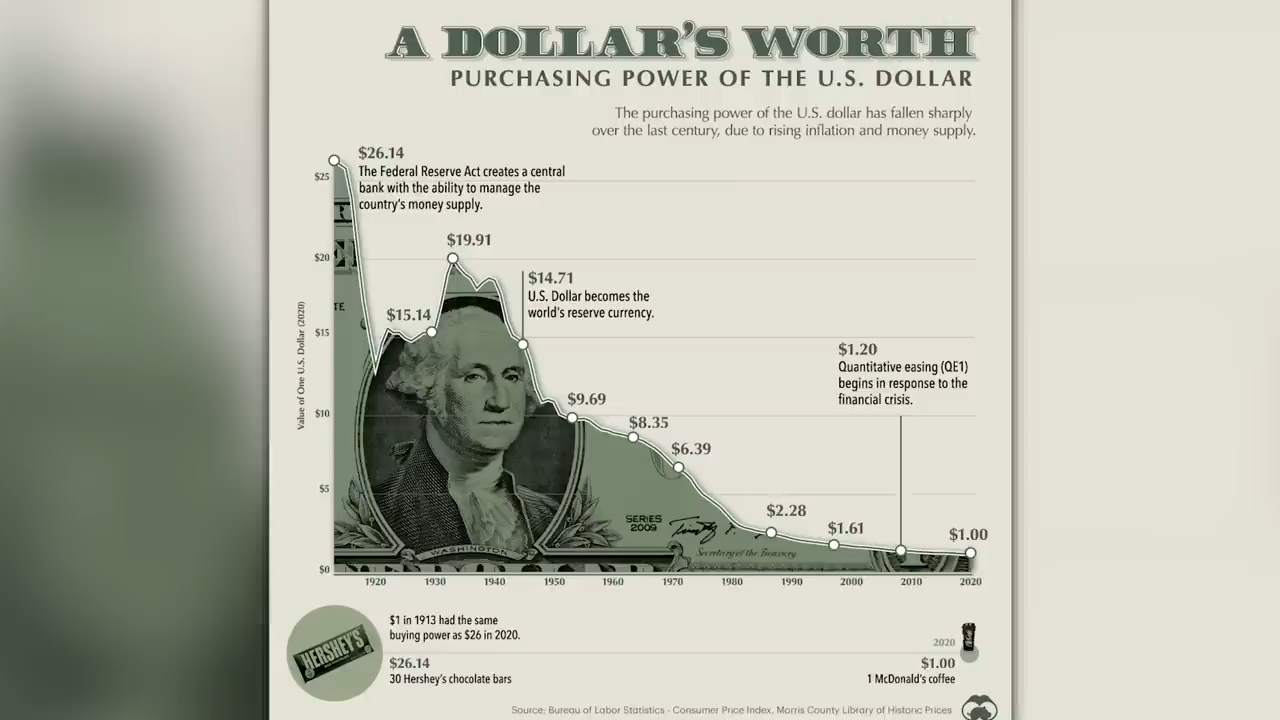 A DOLLAR'S WORTH
PURCHASING POWER OF THE U.S. DOLLAR
The purchasing power of the U.S. dollar has fallen sharply
over the last century, due to rising inflation and money supply.
$26.14
The Federal Reserve Act creates a central
bank with the ability to manage the
country's money supply.
$25
$20
$15
$10
$5
$0
Value of One U.S. Dollar (2020)
$19.91
$14.71
U.S. Dollar becomes the
world's reserve currency.
$15.14
$1.20
Quantitative easing (QE1)
begins in response to the
financial crisis.
$9.69
$8.35
$6.39
$2.28
$1.61
$1.00
TE
SERIES
2009
Secretary of the Treasury
WASHINGTON
1920 1930 1940 1950 1960 1970 1980 1990 2000 2010 2020
HERSHEY'S
$1 in 1913 had the same
buying power as $26 in 2020.
$26.14
30 Hershey's chocolate bars
2020
$1.00
1 McDonald's coffee
Source: Bureau of Labor Statistics - Consumer Price Index, Morris County Library of Historic Prices